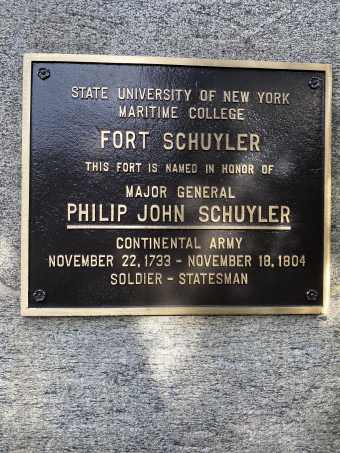 STATE UNIVERSITY OF NEW YORK
MARITIME COLLEGE
FORT SCHUYLER
THIS FORT IS NAMED IN HONOR OF
MAJOR GENERAL
PHILIP JOHN SCHUYLER
CONTINENTAL ARMY
NOVEMBER 22, 1733 - NOVEMBER 18, 1804
SOLDIER - STATESMAN